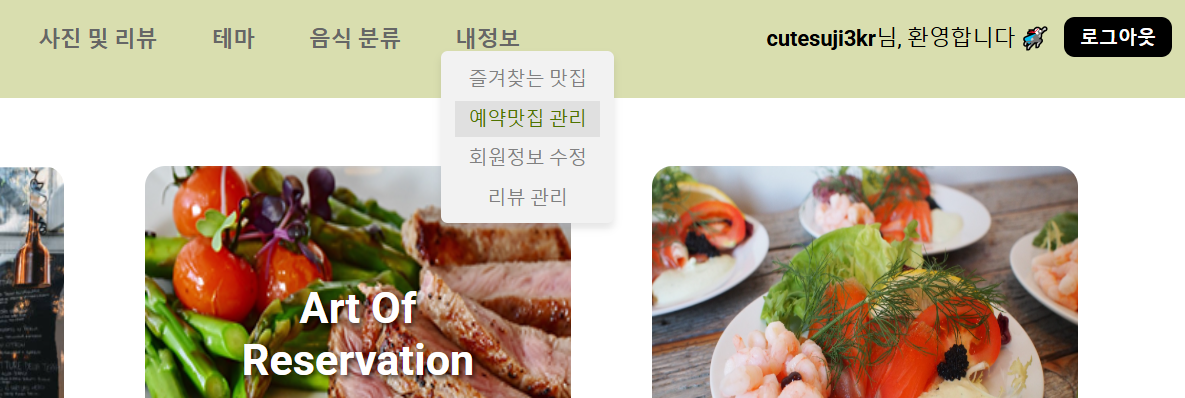 사진 및 리뷰 테마 음식 분류 내정보 cutesuji3kr님, 환영합니다 로그아웃
즐겨찾는 맛집
예약맛집 관리
회원정보 수정
리뷰 관리
Art Of
Reservation